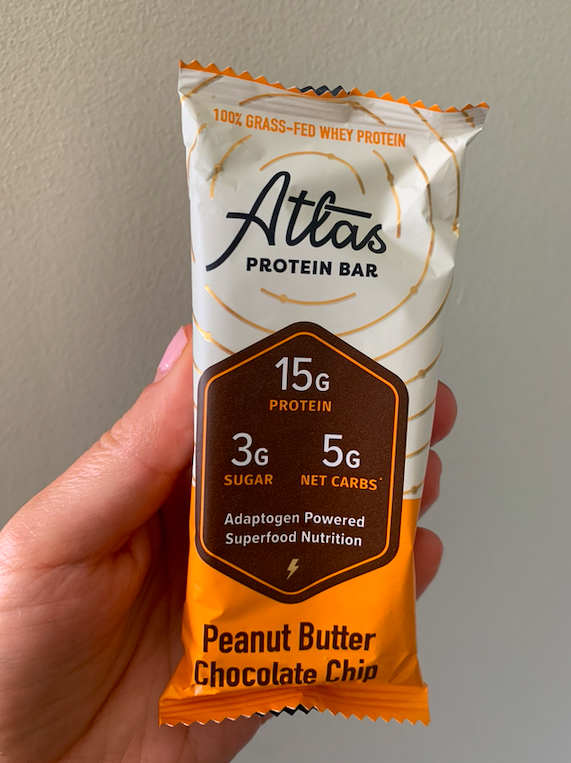 100% GRASS-FED WHEY PROTEIN
Atlas
PROTEIN BAR
15G
PROTEIN
3G 5G
SUGAR NET CARBS*
Adaptogen Powered
Superfood Nutrition
Peanut Butter
Chocolate Chip